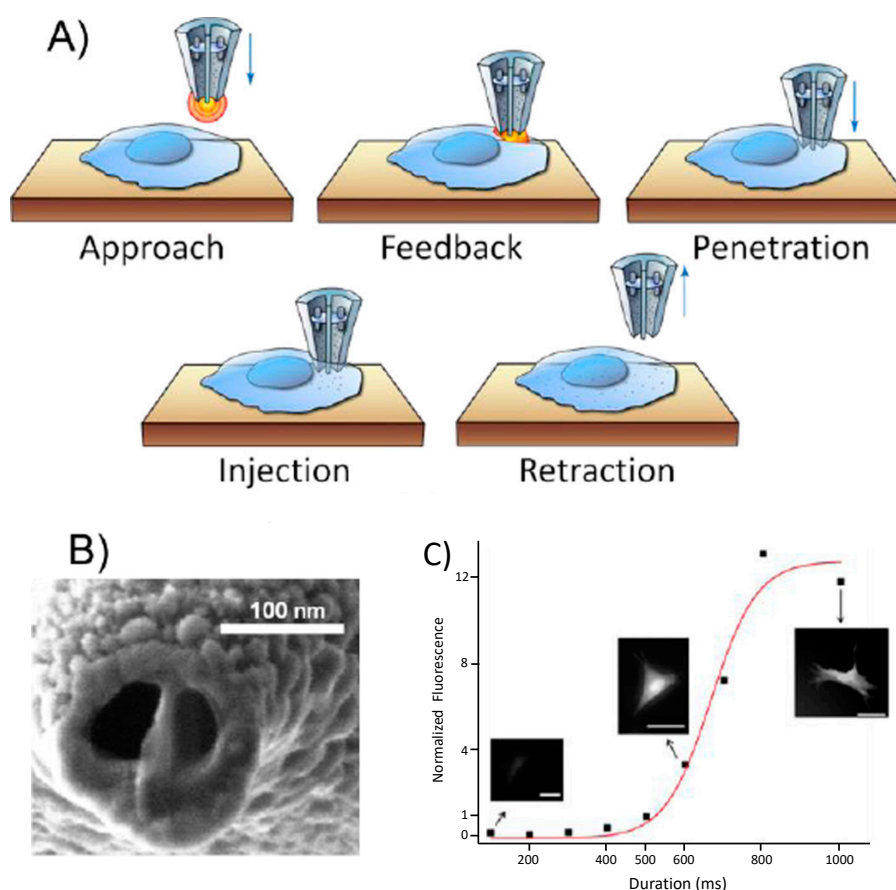 A)
Approach
Feedback
Penetration
Injection
Retraction
B)
100 nm
C)
Normalized Fluorescence
12
8
4
1
0
200
400
500
600
800
1000
Duration (ms)